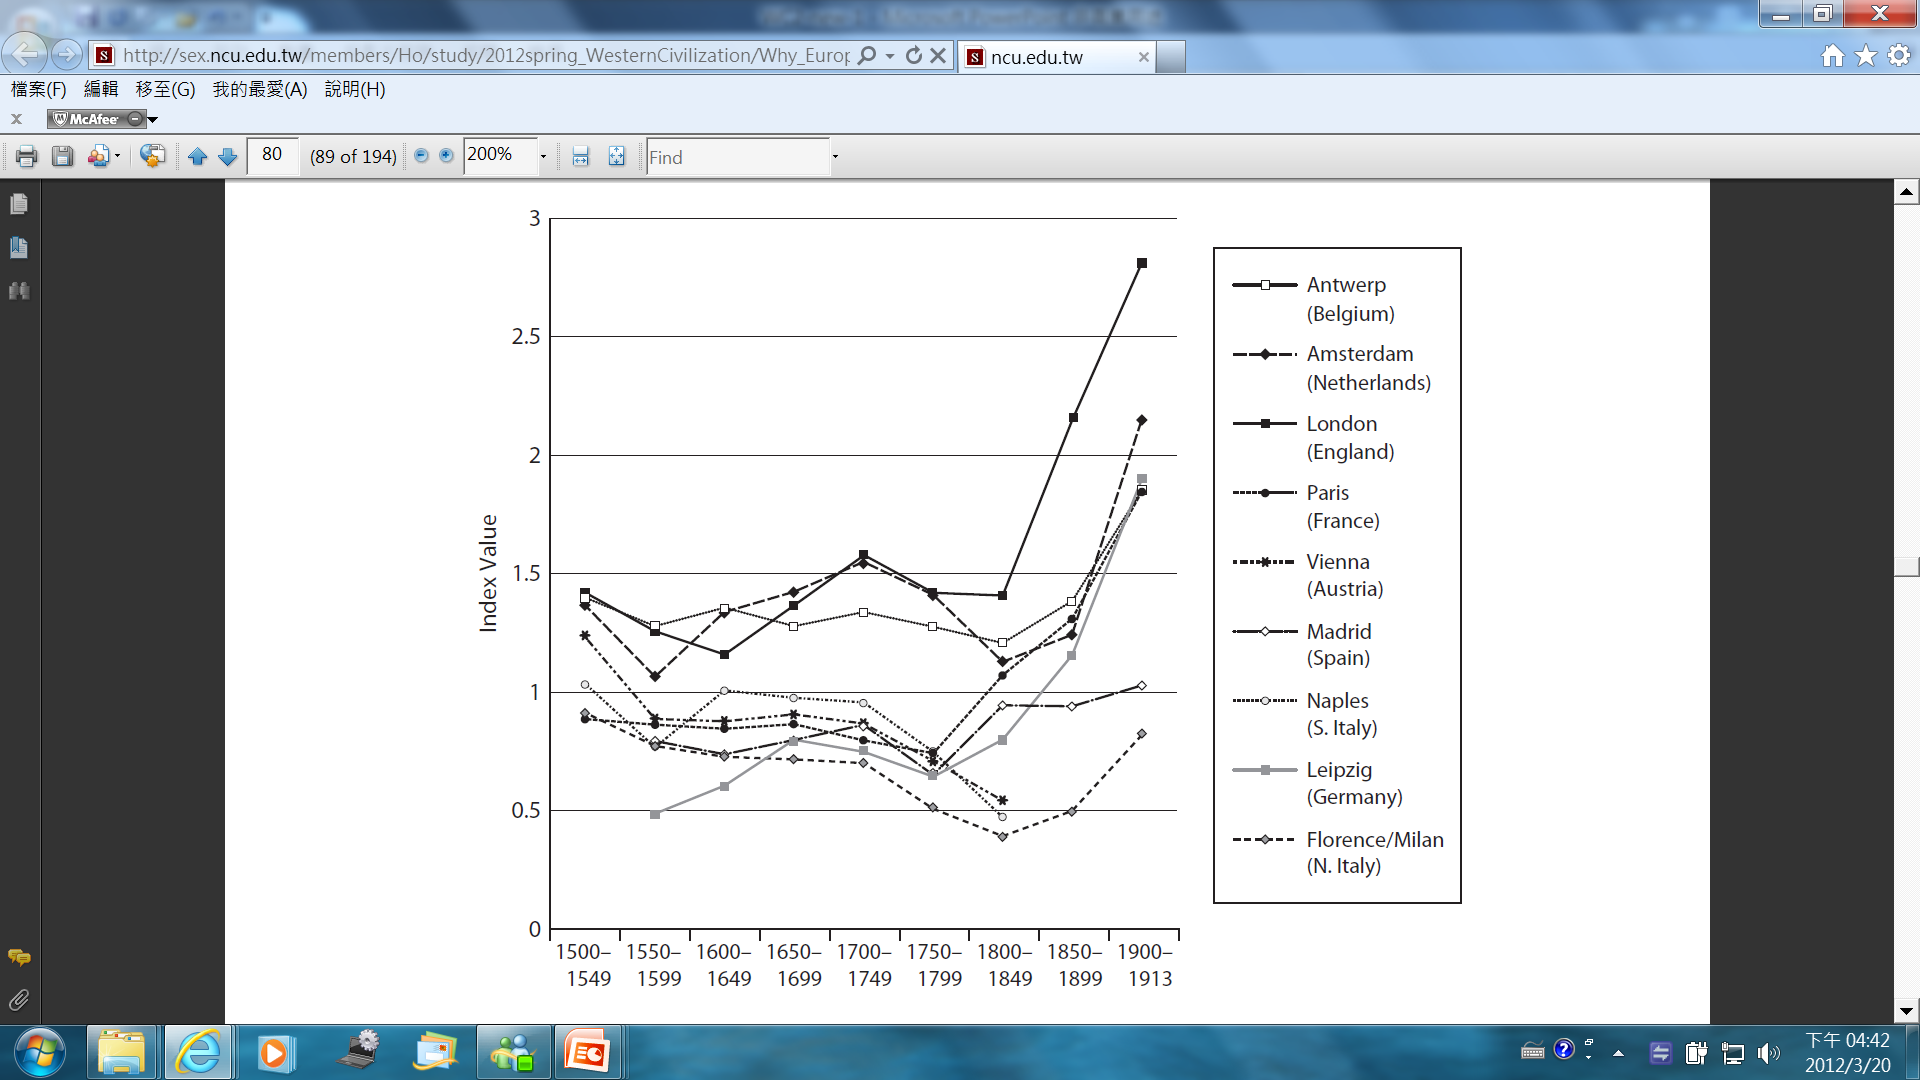 http://sex.ncu.edu.tw/members/Ho/study/2012spring_WesternCivilization/Why_Europ
ncu.edu.tw
檔案(F) 編輯 移至(G) 我的最愛(A) 說明(H)
x McAfee
80 (89 of 194) 200% Find
3
2.5
2
1.5
1
0.5
0
Index Value
1500–1549
1550–1599
1600–1649
1650–1699
1700–1749
1750–1799
1800–1849
1850–1899
1900–1913
Antwerp
(Belgium)
Amsterdam
(Netherlands)
London
(England)
Paris
(France)
Vienna
(Austria)
Madrid
(Spain)
Naples
(S. Italy)
Leipzig
(Germany)
Florence/Milan
(N. Italy)
下午 04:42
2012/3/20